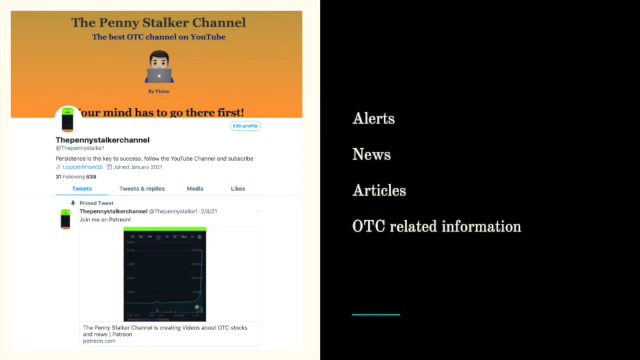 The Penny Stalker Channel
The best OTC channel on YouTube
By Victor
Your mind has to go there first!
Edit profile
Thepennystalkerchannel
@Thepennystalke1
Persistence is the key to success. follow the YouTube Channel and subscribe
Joined January 2021
31 Following 639
Tweets
Tweets & replies
Media
Likes
Pinned Tweet
Thepennystalkerchannel @Thepennystalke1 · 2/4/21
Join me on Patreon!
The Penny Stalker Channel is creating Videos about OTC stocks
and news | Patreon
patreon.com
Alerts
News
Articles
OTC related information